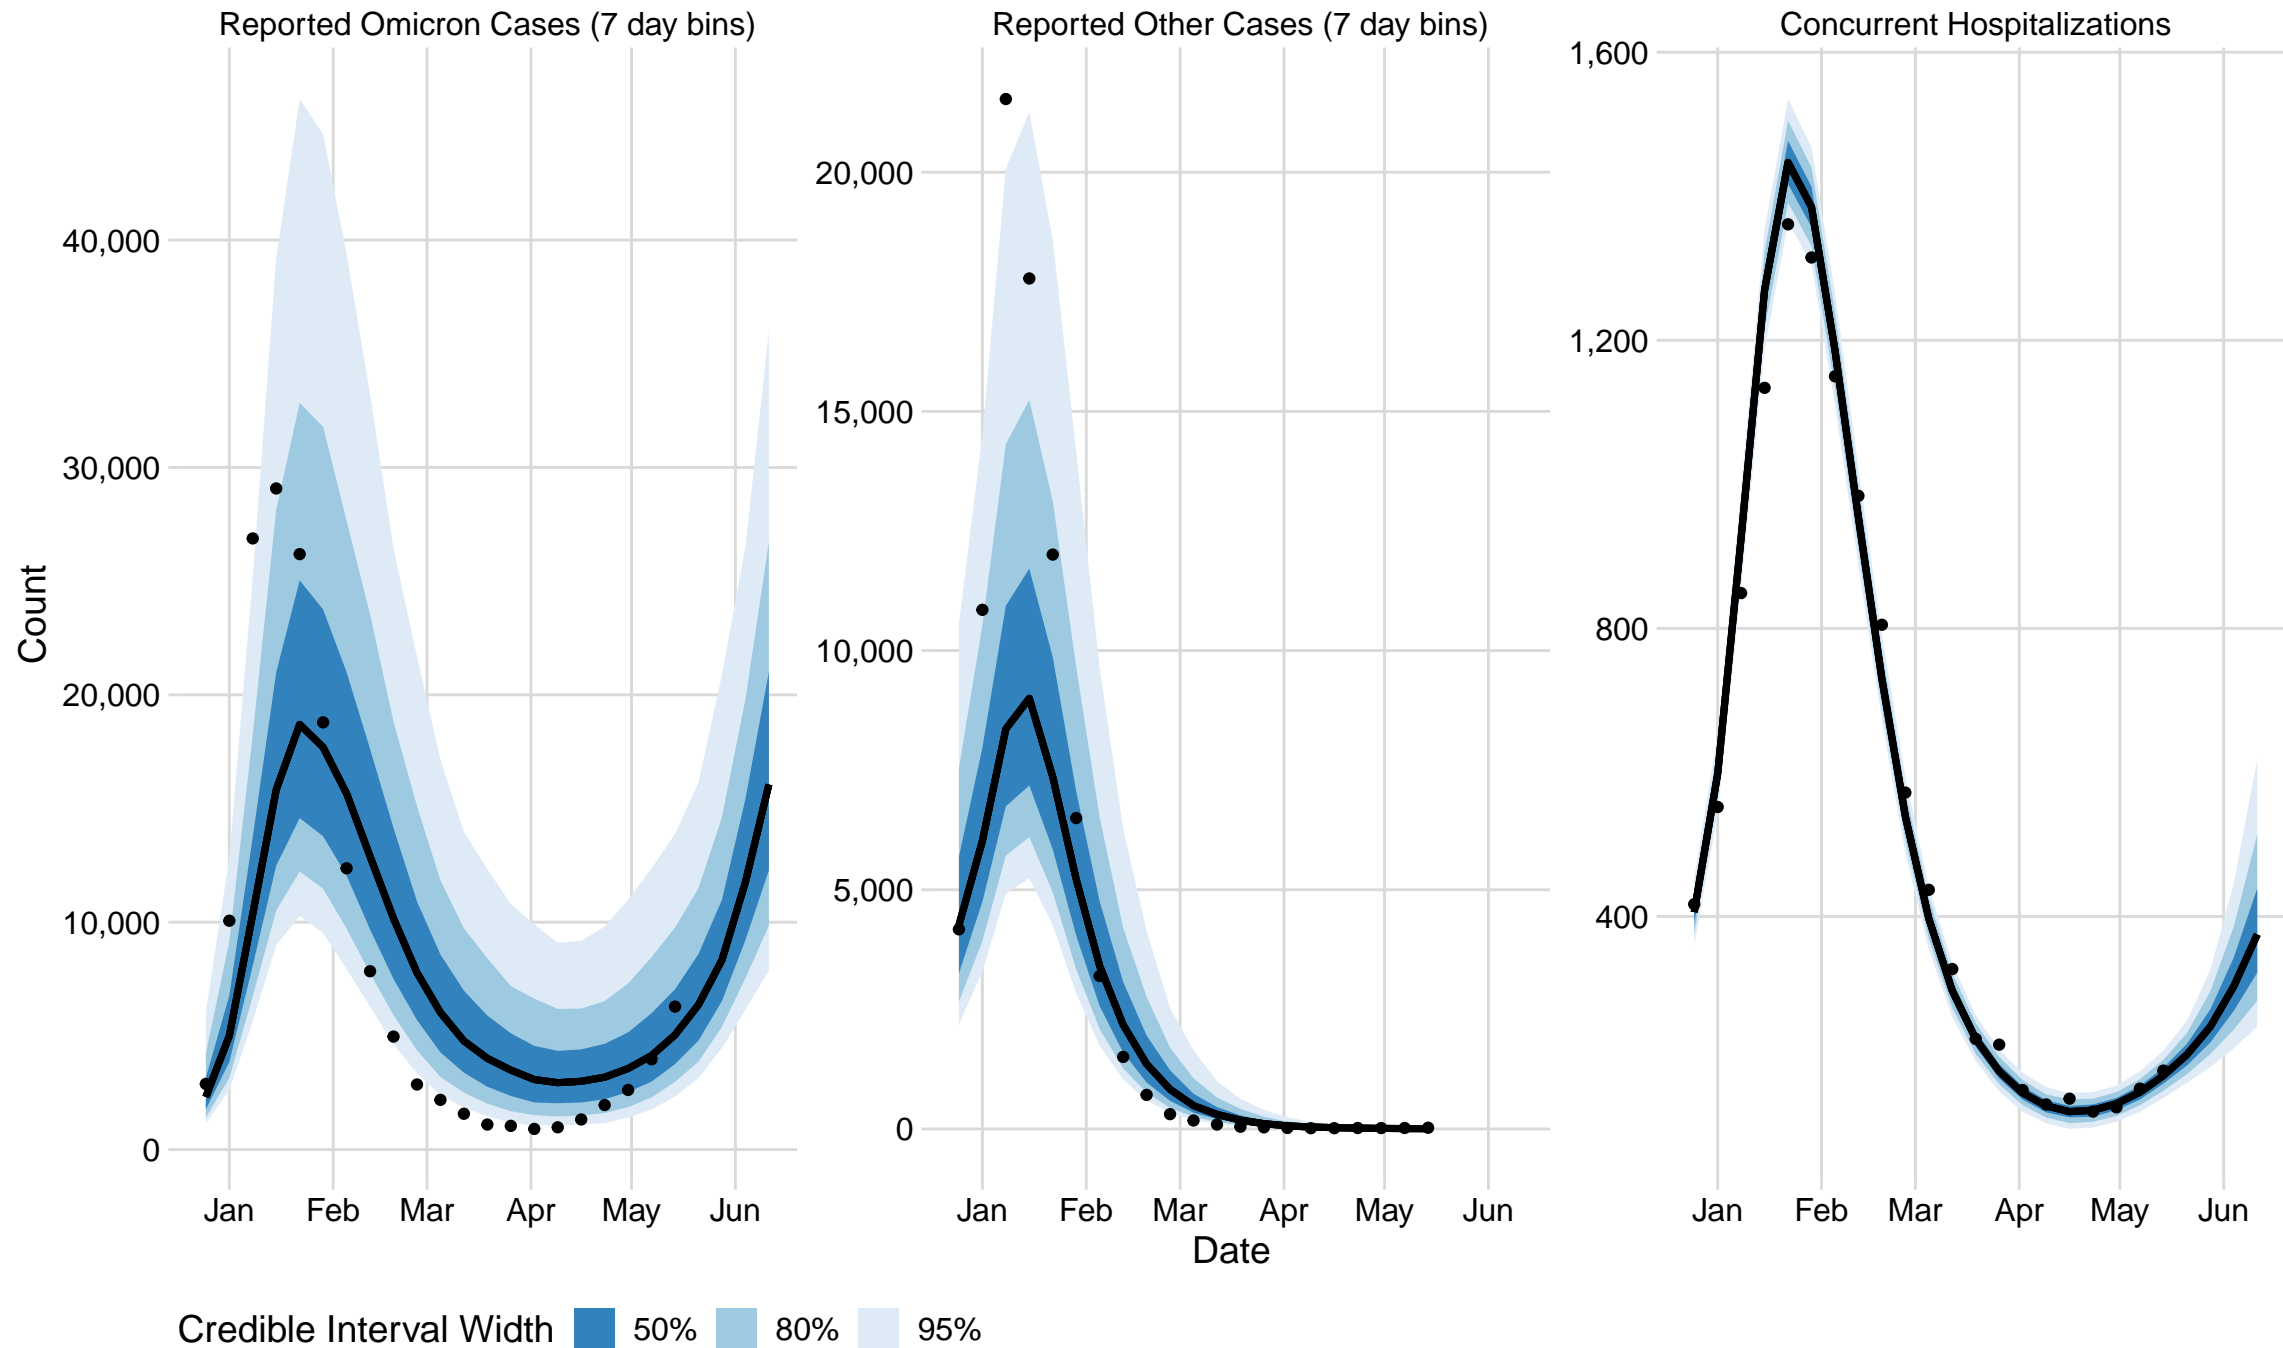 Reported Omicron Cases (7 day bins)
Reported Other Cases (7 day bins)
Concurrent Hospitalizations
Count
40,000
30,000
20,000
10,000
0
Jan Feb Mar Apr May Jun
20,000
15,000
10,000
5,000
0
Jan Feb Mar Apr May Jun
1,600
1,200
800
400
Jan Feb Mar Apr May Jun
Date
Credible Interval Width 50% 80% 95%